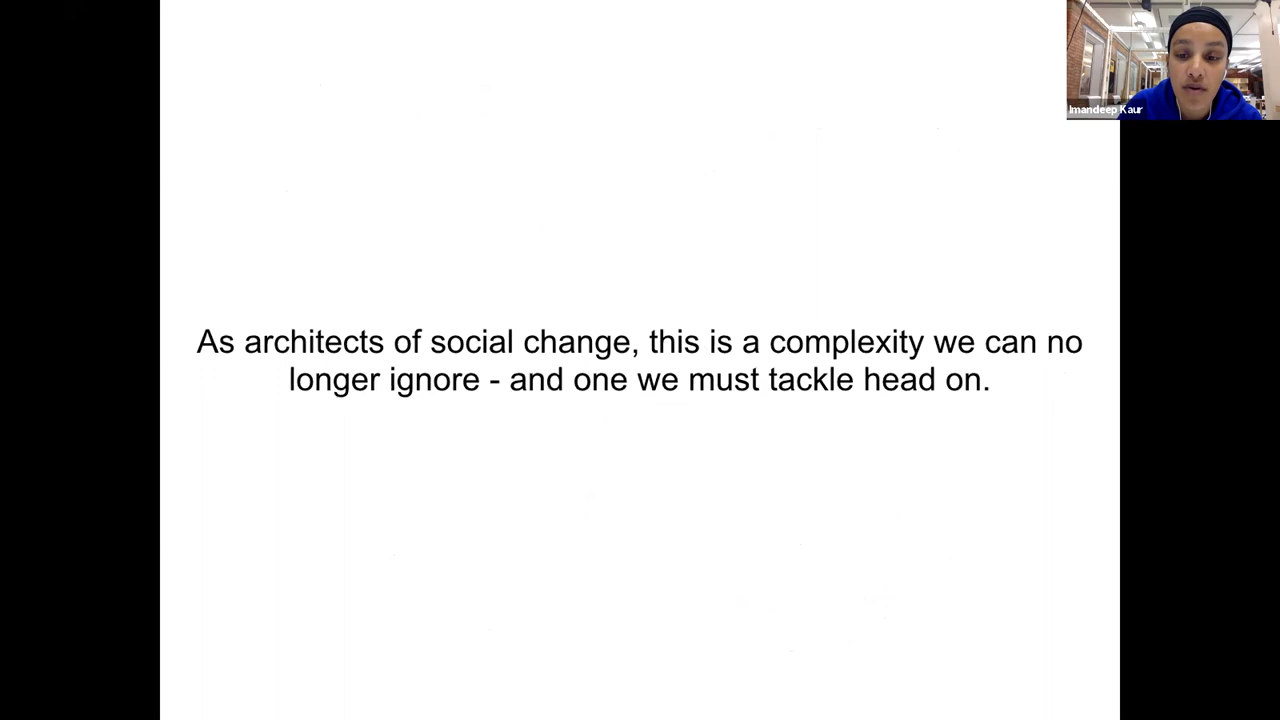 Imandeep Kaur
As architects of social change, this is a complexity we can no
longer ignore - and one we must tackle head on.